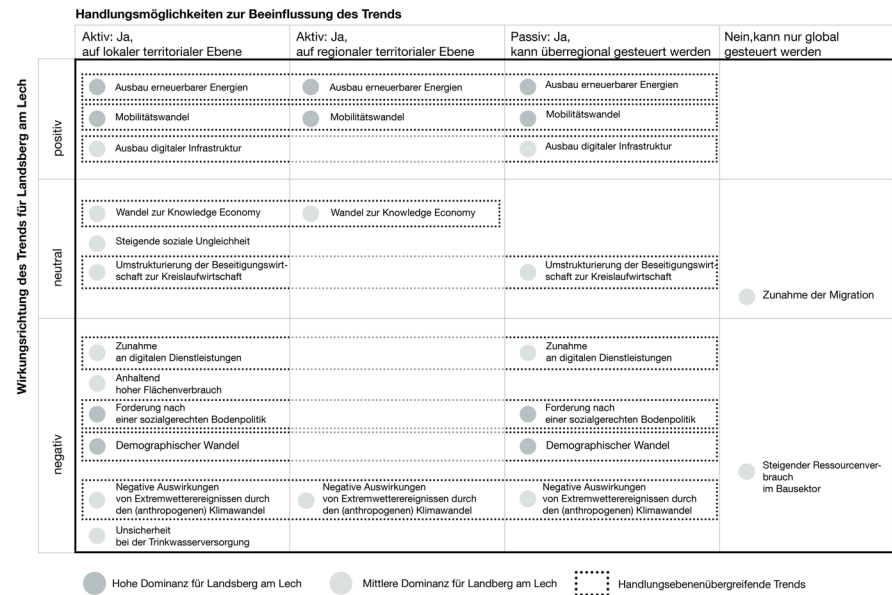 Handlungsmöglichkeiten zur Beeinflussung des Trends
Aktiv: Ja,
auf lokaler territorialer Ebene
Aktiv: Ja,
auf regionaler territorialer Ebene
Passiv: Ja,
kann überregional gesteuert werden
Nein,kann nur global
gesteuert werden
Wirkungsrichtung des Trends für Landsberg am Lech
positiv
Ausbau erneuerbarer Energien
Ausbau erneuerbarer Energien
Ausbau erneuerbarer Energien
Mobilitätswandel
Mobilitätswandel
Mobilitätswandel
Ausbau digitaler Infrastruktur
Ausbau digitaler Infrastruktur
neutral
Wandel zur Knowledge Economy
Wandel zur Knowledge Economy
Steigende soziale Ungleichheit
Umstrukturierung der Beseitigungswirt-
schaft zur Kreislaufwirtschaft
Umstrukturierung der Beseitigungswirt-
schaft zur Kreislaufwirtschaft
Zunahme der Migration
negativ
Zunahme
an digitalen Dienstleistungen
Zunahme
an digitalen Dienstleistungen
Anhaltend
hoher Flächenverbrauch
Forderung nach
einer sozialgerechten Bodenpolitik
Forderung nach
einer sozialgerechten Bodenpolitik
Demographischer Wandel
Demographischer Wandel
Steigender Ressourcenver-
brauch
im Bausektor
Negative Auswirkungen
von Extremwetterereignissen durch
den (anthropogenen) Klimawandel
Negative Auswirkungen
von Extremwetterereignissen durch
den (anthropogenen) Klimawandel
Negative Auswirkungen
von Extremwetterereignissen durch
den (anthropogenen) Klimawandel
Unsicherheit
bei der Trinkwasserversorgung
Hohe Dominanz für Landsberg am Lech
Mittlere Dominanz für Landberg am Lech
Handlungsebenenübergreifende Trends